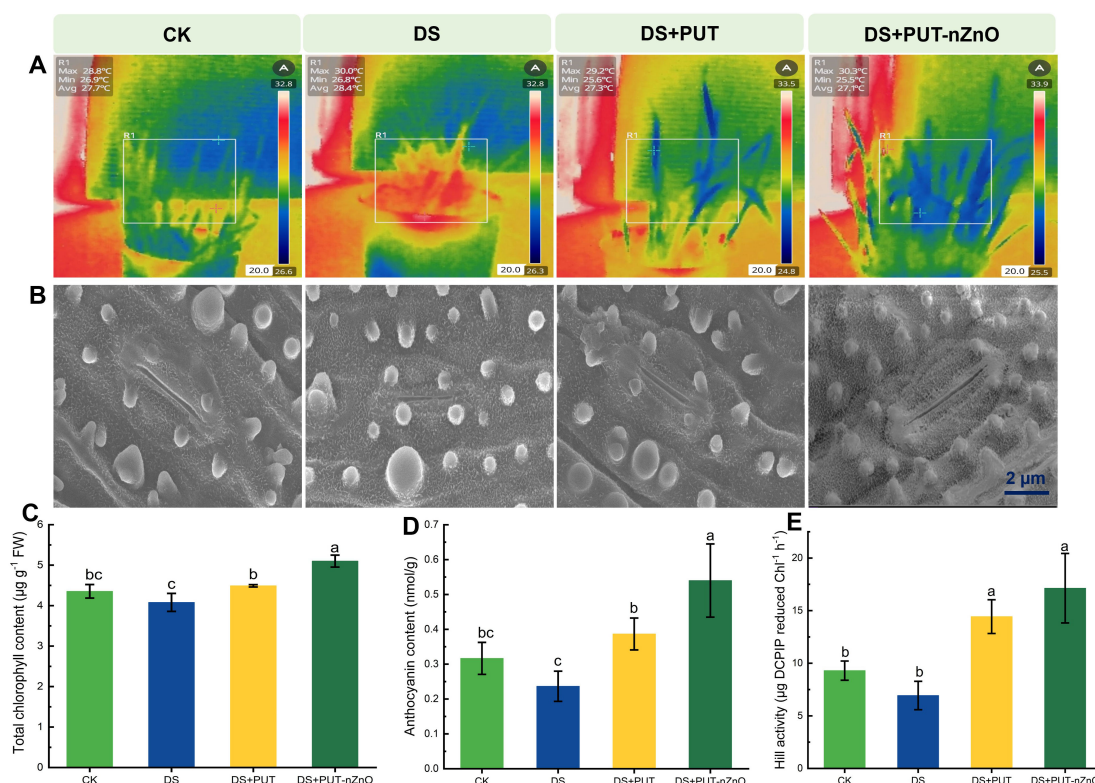 CK
DS
DS+PUT
DS+PUT-nZnO
A
R1
Max 28.8°C
Min 26.9°C
Avg 27.7°C
A
32.8
R1
20.0
26.6
R1
Max 30.0°C
Min 26.8°C
Avg 28.4°C
A
32.8
R1
20.0
26.3
R1
Max 29.2°C
Min 25.6°C
Avg 27.3°C
A
33.5
R1
20.0
24.8
R1
Max 30.3°C
Min 25.5°C
Avg 27.1°C
A
33.9
R1
20.0
25.5
B
2 μm
C
Total chlorophyll content (μg g⁻¹ FW)
6
5
4
3
2
1
0
bc
c
b
a
CK
DS
DS+PUT
DS+PUT-nZnO
D
Anthocyanin content (nmol/g)
0.7
0.6
0.5
0.4
0.3
0.2
0.1
0.0
bc
c
b
a
CK
DS
DS+PUT
DS+PUT-nZnO
E
Hill activity (μg DCPIP reduced Chl⁻¹ h⁻¹)
20
15
10
5
0
b
b
a
a
CK
DS
DS+PUT
DS+PUT-nZnO